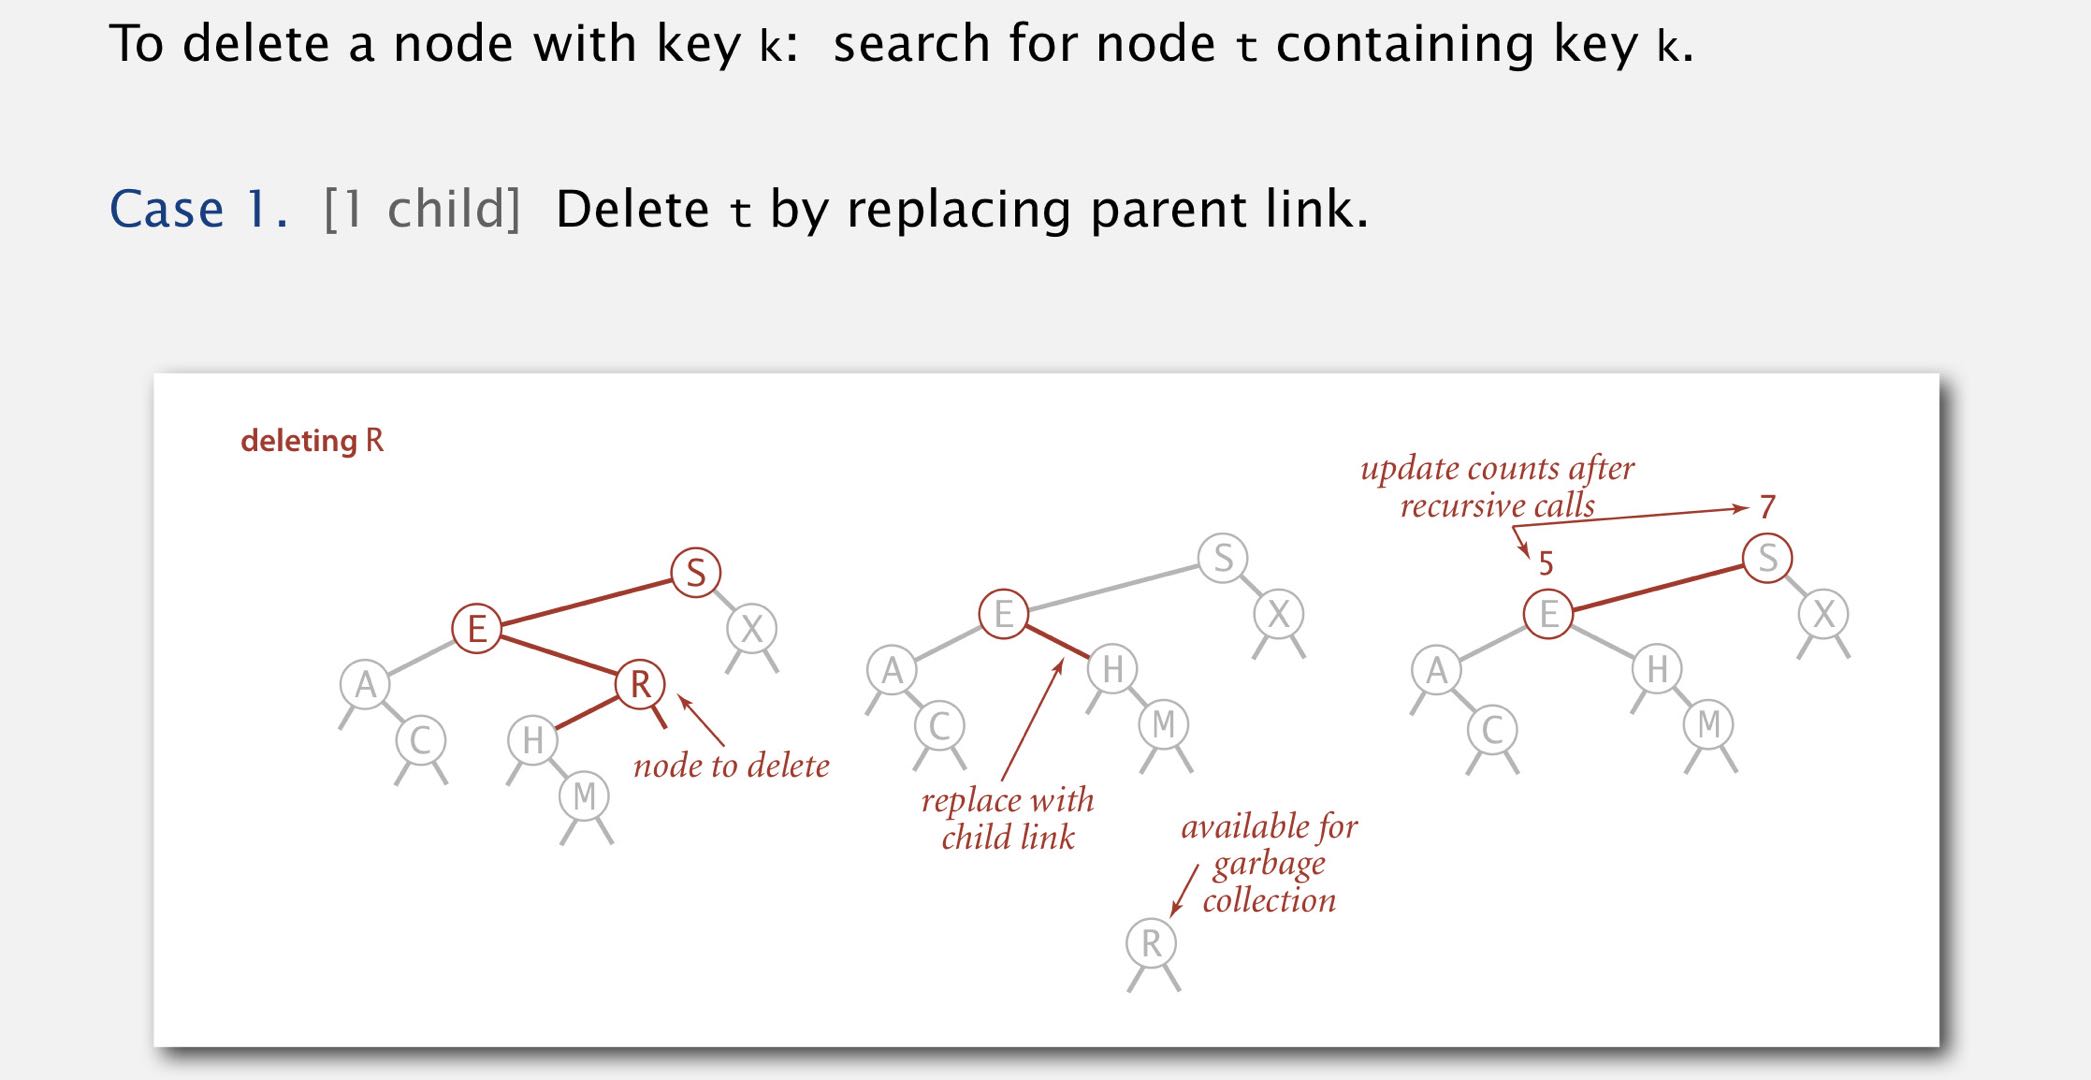 To delete a node with key k: search for node t containing key k.
Case 1. [1 child] Delete t by replacing parent link.
deleting R
S
E
X
A
R
C
H
M
node to delete
S
E
X
A
H
C
M
replace with
child link
available for
garbage
collection
R
update counts after
recursive calls
7
5
S
E
X
A
H
C
M